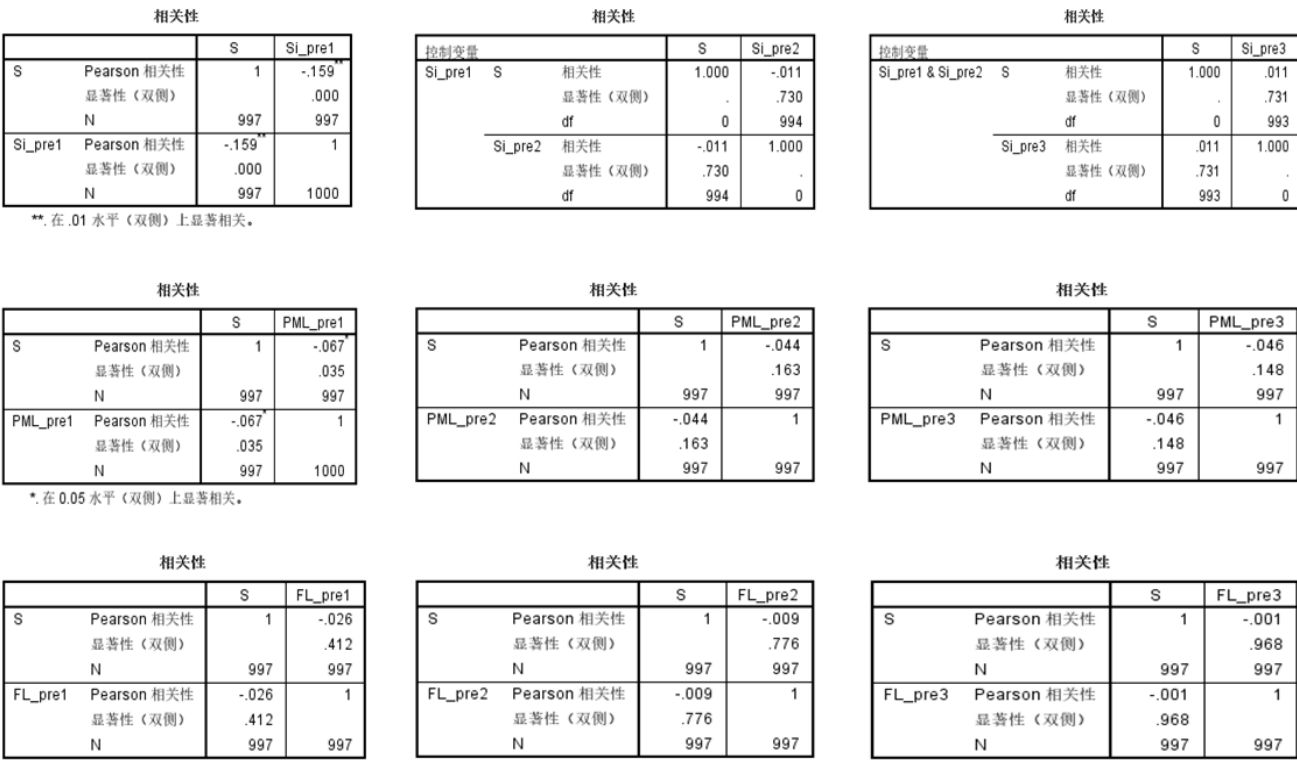 相关性
S Si_pre1
S Pearson 相关性 1 -.159**
显著性（双侧） .000
N 997 997
Si_pre1 Pearson 相关性 -.159** 1
显著性（双侧） .000
N 997 1000
**. 在 .01 水平（双侧）上显著相关。
相关性
控制变量 S Si_pre2
Si_pre1 S 相关性 1.000 -.011
显著性（双侧） . .730
df 0 994
Si_pre2 相关性 -.011 1.000
显著性（双侧） .730 .
df 994 0
相关性
控制变量 S Si_pre3
Si_pre1 & Si_pre2 S 相关性 1.000 .011
显著性（双侧） . .731
df 0 993
Si_pre3 相关性 .011 1.000
显著性（双侧） .731 .
df 993 0
相关性
S PML_pre1
S Pearson 相关性 1 -.067*
显著性（双侧） .035
N 997 997
PML_pre1 Pearson 相关性 -.067* 1
显著性（双侧） .035
N 997 1000
*. 在 0.05 水平（双侧）上显著相关。
相关性
S PML_pre2
S Pearson 相关性 1 -.044
显著性（双侧） .163
N 997 997
PML_pre2 Pearson 相关性 -.044 1
显著性（双侧） .163
N 997 997
相关性
S PML_pre3
S Pearson 相关性 1 -.046
显著性（双侧） .148
N 997 997
PML_pre3 Pearson 相关性 -.046 1
显著性（双侧） .148
N 997 997
相关性
S FL_pre1
S Pearson 相关性 1 -.026
显著性（双侧） .412
N 997 997
FL_pre1 Pearson 相关性 -.026 1
显著性（双侧） .412
N 997 997
相关性
S FL_pre2
S Pearson 相关性 1 -.009
显著性（双侧） .776
N 997 997
FL_pre2 Pearson 相关性 -.009 1
显著性（双侧） .776
N 997 997
相关性
S FL_pre3
S Pearson 相关性 1 -.001
显著性（双侧） .968
N 997 997
FL_pre3 Pearson 相关性 -.001 1
显著性（双侧） .968
N 997 997